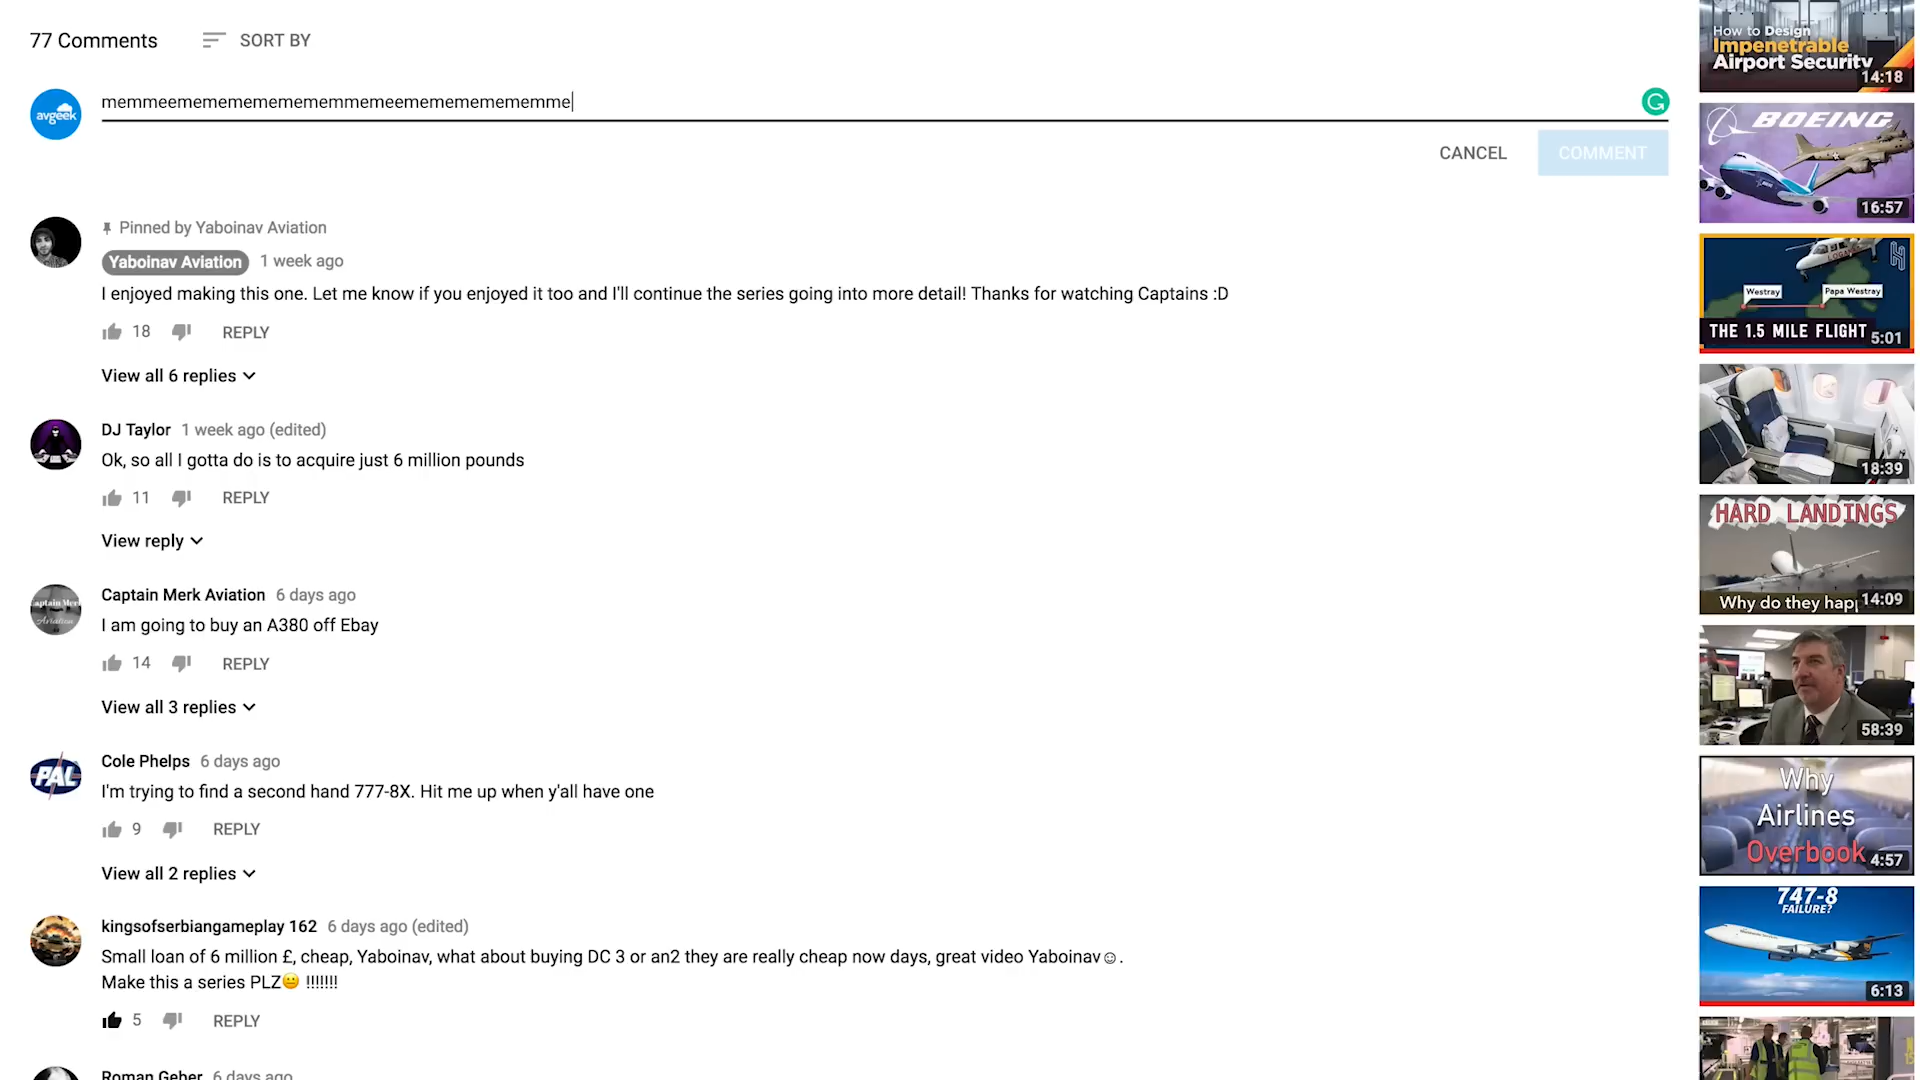 77 Comments
SORT BY
avgeek
memmeemememememememmemeemememememememme
CANCEL
COMMENT
Pinned by Yaboinav Aviation
Yaboinav Aviation 1 week ago
I enjoyed making this one. Let me know if you enjoyed it too and I'll continue the series going into more detail! Thanks for watching Captains :D
18 REPLY
View all 6 replies
DJ Taylor 1 week ago (edited)
Ok, so all I gotta do is to acquire just 6 million pounds
11 REPLY
View reply
Captain Merk Aviation 6 days ago
I am going to buy an A380 off Ebay
14 REPLY
View all 3 replies
PAL
Cole Phelps 6 days ago
I'm trying to find a second hand 777-8X. Hit me up when y'all have one
9 REPLY
View all 2 replies
kingsofserbiangameplay 162 6 days ago (edited)
Small loan of 6 million £, cheap, Yaboinav, what about buying DC 3 or an2 they are really cheap now days, great video Yaboinav☺.
Make this a series PLZ😐 !!!!!!!
5 REPLY
Roman Geber 6 days ago
How to Design
Impenetrable
Airport Security
14:18
BOEING
16:57
Westray
Papa Westray
THE 1.5 MILE FLIGHT
5:01
18:39
HARD LANDINGS
Why do they hap
14:09
58:39
Why
Airlines
Overbook
4:57
747-8
FAILURE?
6:13